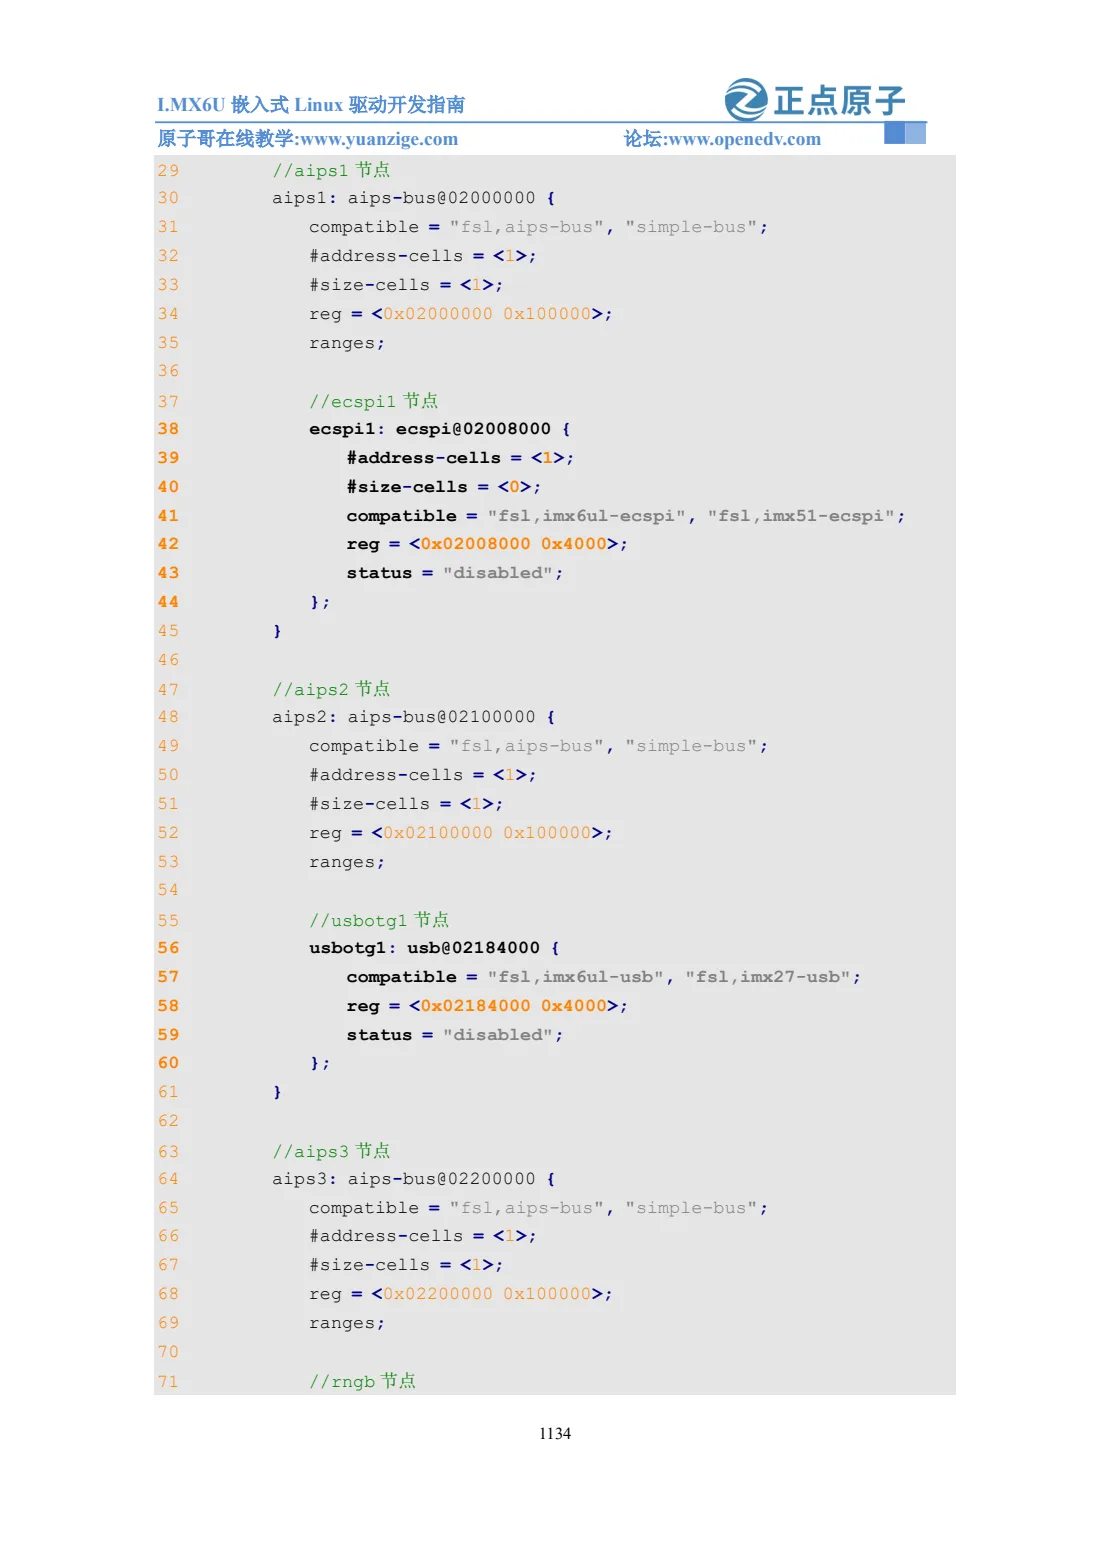 I.MX6U 嵌入式 Linux 驱动开发指南
正点原子
原子哥在线教学:www.yuanzige.com 论坛:www.openedv.com
29 //aips1 节点
30 aips1: aips-bus@02000000 {
31 compatible = "fsl,aips-bus", "simple-bus";
32 #address-cells = <1>;
33 #size-cells = <1>;
34 reg = <0x02000000 0x100000>;
35 ranges;
36
37 //ecspi1 节点
38 ecspi1: ecspi@02008000 {
39 #address-cells = <1>;
40 #size-cells = <0>;
41 compatible = "fsl,imx6ul-ecspi", "fsl,imx51-ecspi";
42 reg = <0x02008000 0x4000>;
43 status = "disabled";
44 };
45 }
46
47 //aips2 节点
48 aips2: aips-bus@02100000 {
49 compatible = "fsl,aips-bus", "simple-bus";
50 #address-cells = <1>;
51 #size-cells = <1>;
52 reg = <0x02100000 0x100000>;
53 ranges;
54
55 //usbotg1 节点
56 usbotg1: usb@02184000 {
57 compatible = "fsl,imx6ul-usb", "fsl,imx27-usb";
58 reg = <0x02184000 0x4000>;
59 status = "disabled";
60 };
61 }
62
63 //aips3 节点
64 aips3: aips-bus@02200000 {
65 compatible = "fsl,aips-bus", "simple-bus";
66 #address-cells = <1>;
67 #size-cells = <1>;
68 reg = <0x02200000 0x100000>;
69 ranges;
70
71 //rngb 节点
1134